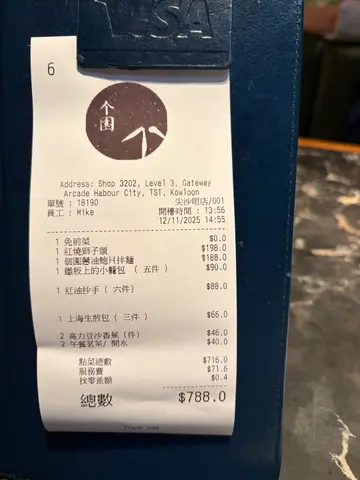 VISA
6
个園
Address: Shop 3202, Level 3, Gateway
Arcade Habour City, TST, Kowloon
單號 : 18190 尖沙咀店/001
員工 : Mike 開檯時間 : 13:56
12/11/2025 14:55
1 免前菜 $0.0
1 紅燒獅子頭 $198.0
1 個園蔥油鮑片拌麵 $188.0
1 鐵板上的小籠包 ( 五件 ) $90.0
1 紅油抄手 ( 六件 ) $88.0
1 上海生煎包 ( 三件 ) $66.0
2 高力豆沙香蕉(件) $46.0
2 午餐茗茶/ 開水 $40.0
點菜總數 $716.0
服務費 $71.6
找零差額 $0.4
總數 $788.0
Thank you